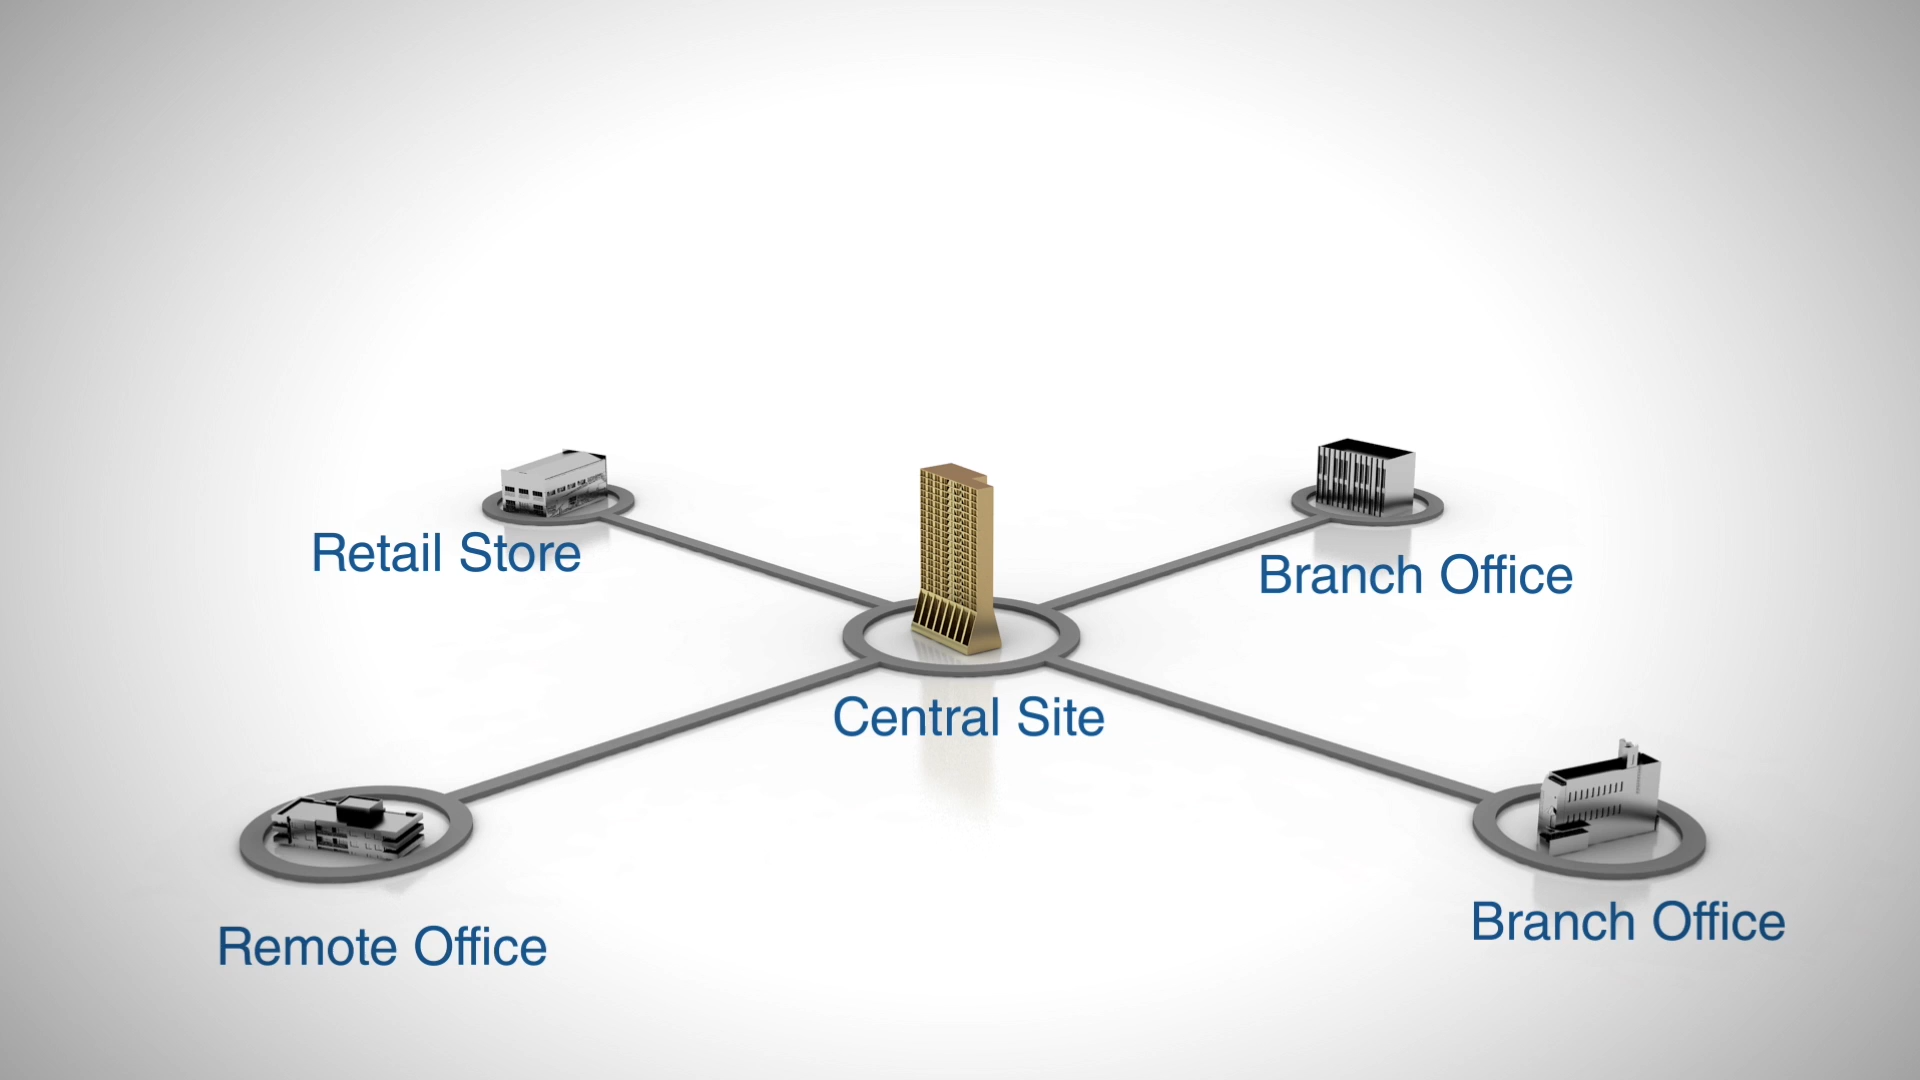 Retail Store
Branch Office
Central Site
Remote Office
Branch Office